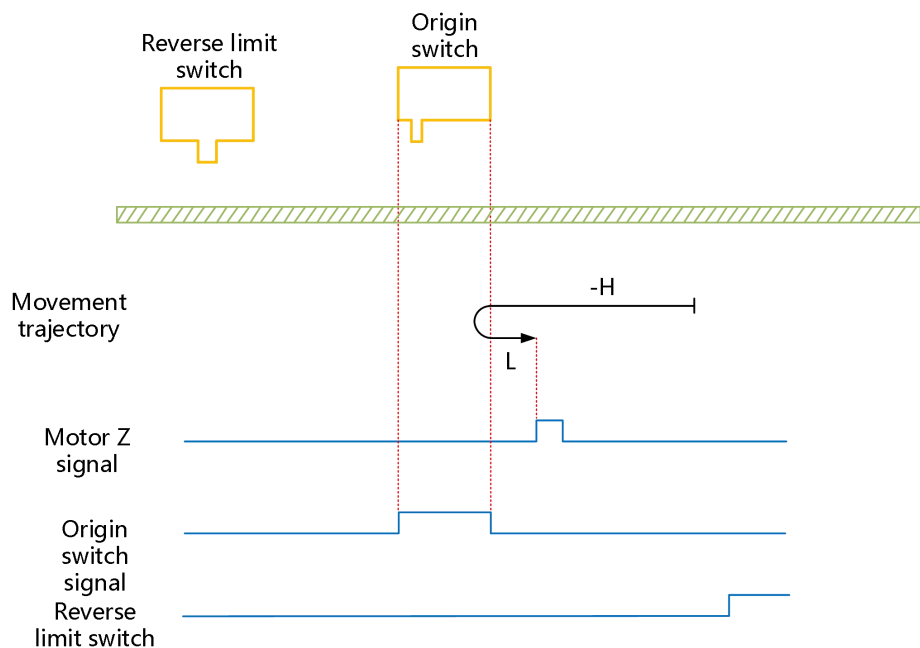 Reverse limit
switch
Origin
switch
Movement
trajectory
-H
L
Motor Z
signal
Origin
switch
signal
Reverse
limit switch